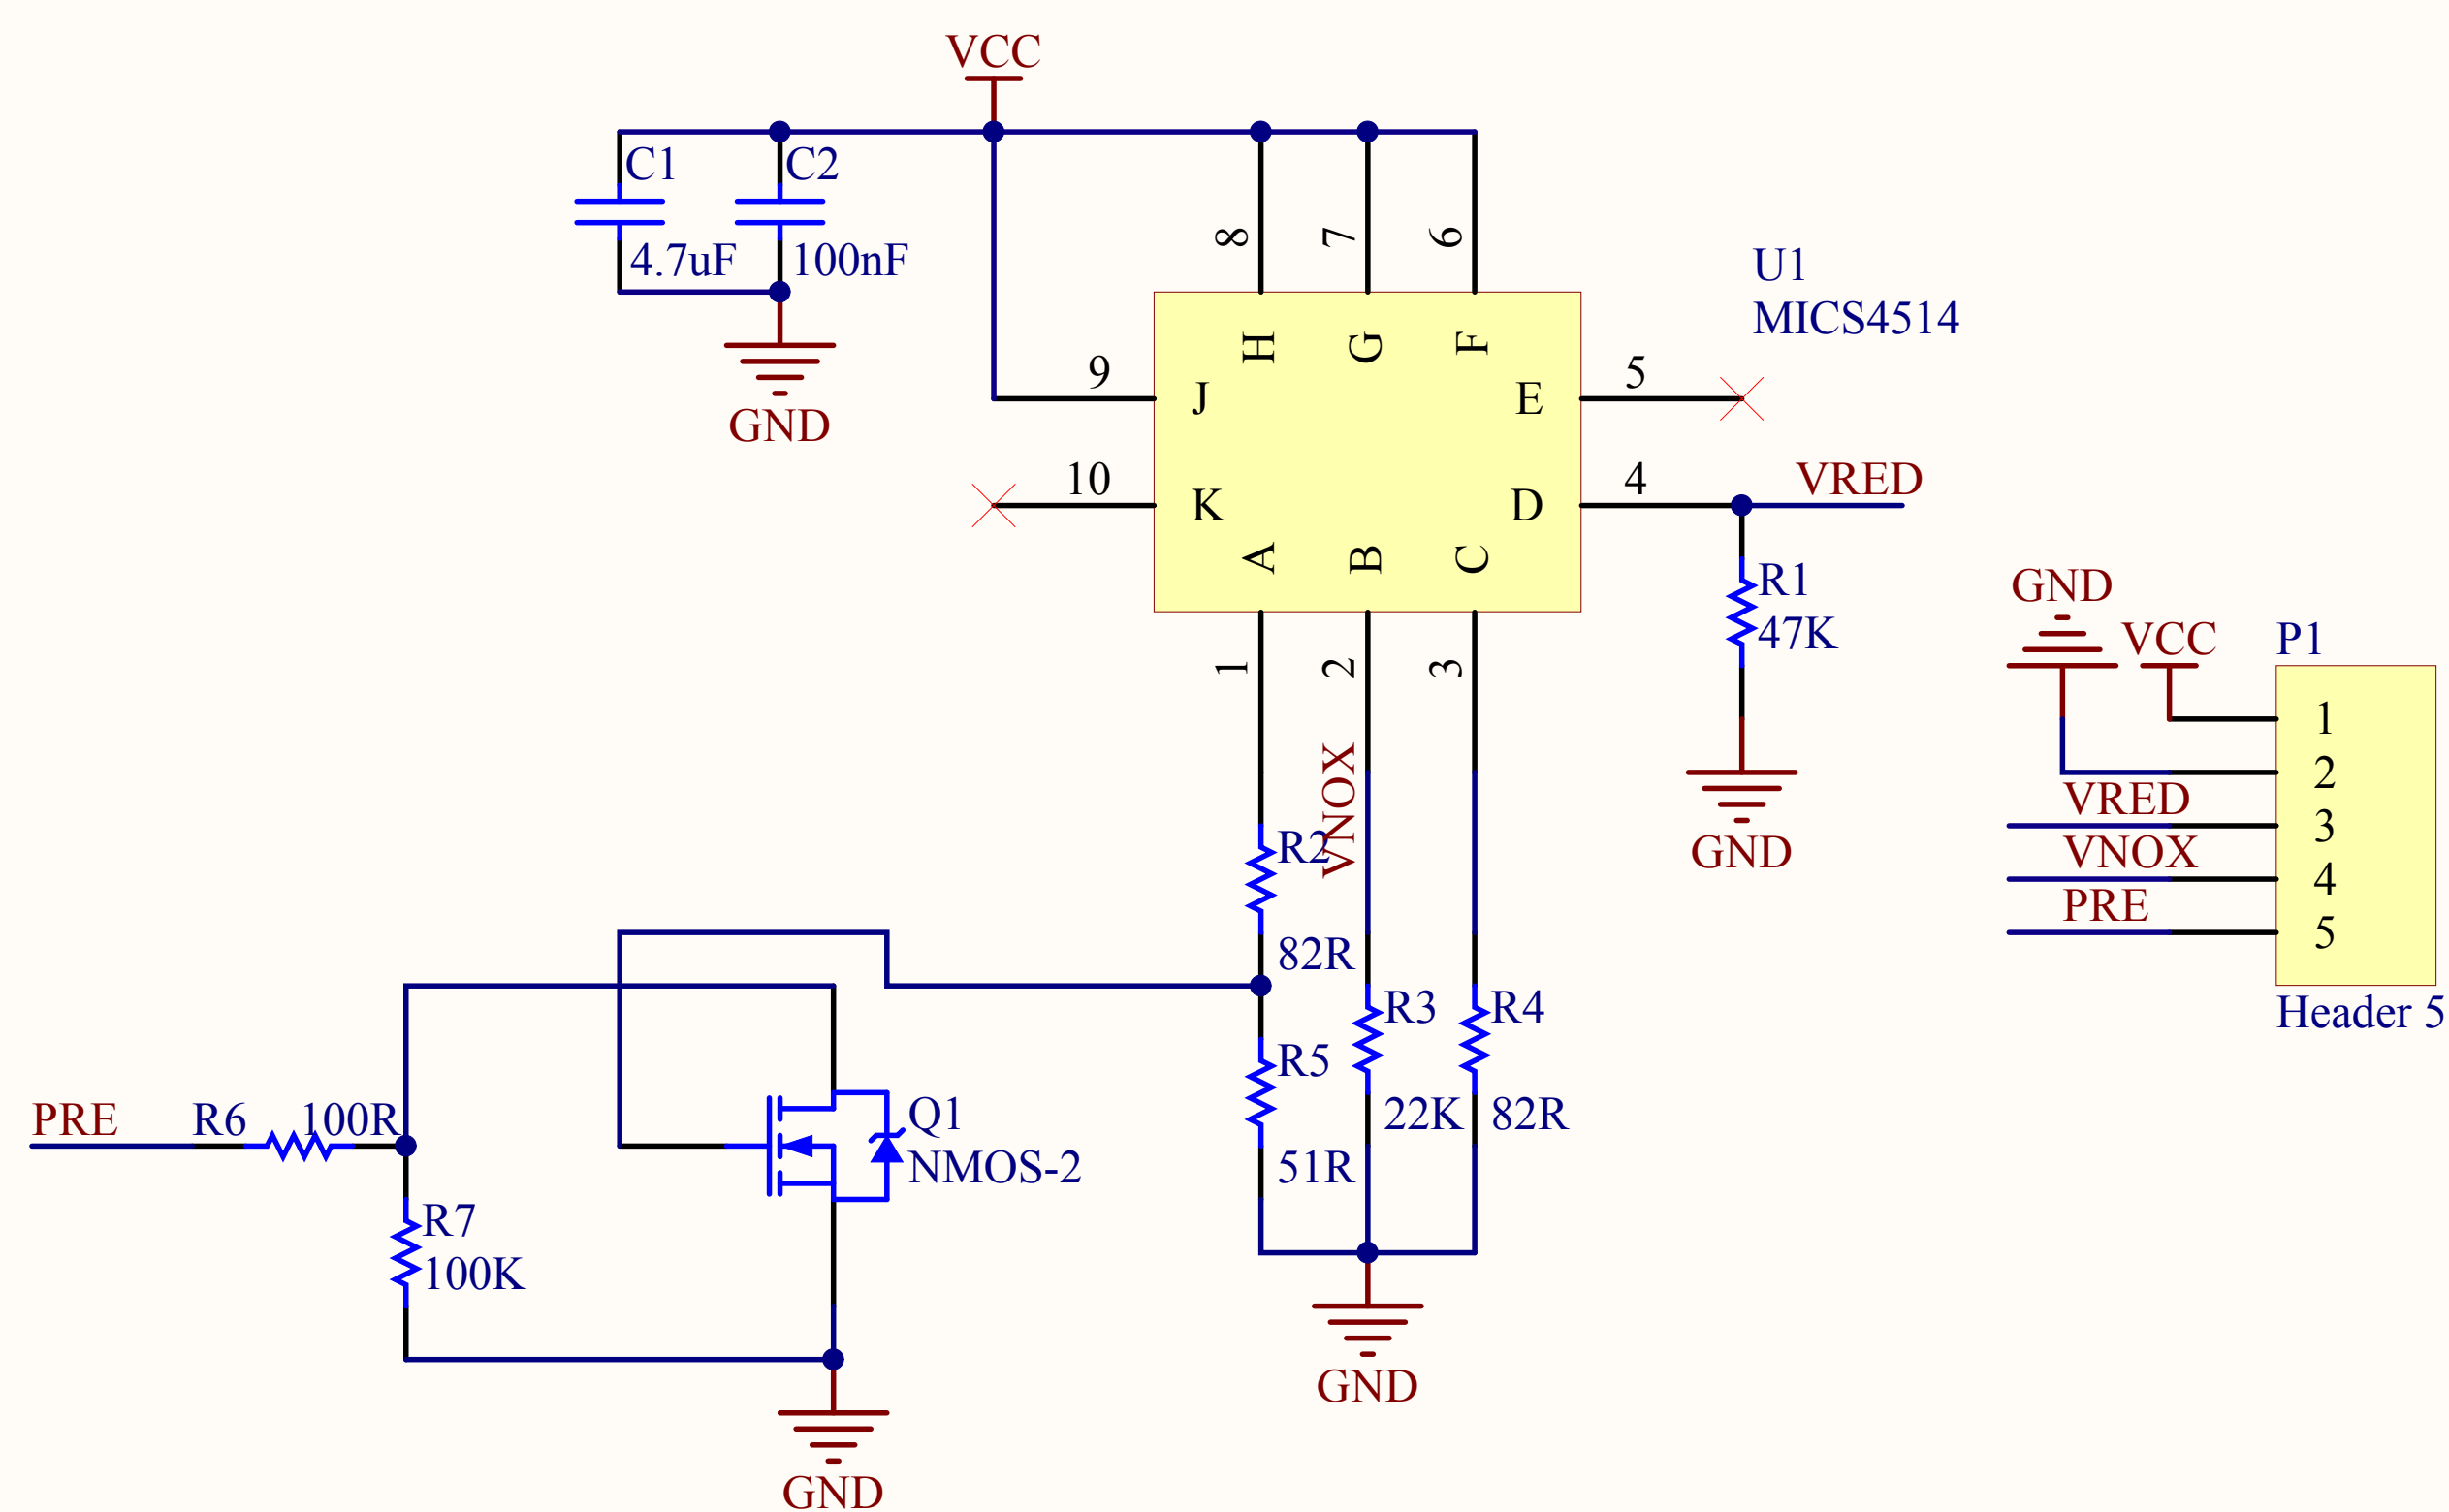 VCC
C1
C2
4.7uF
100nF
GND
8
7
6
U1
MICS4514
H
G
F
9
J
E
5
10
K
D
4
VRED
A
B
C
R1
47K
GND
1
2
3
GND
VCC
P1
1
2
VRED
3
VNOX
4
PRE
5
Header 5
VNOX
R2
82R
R3
R4
R5
22K
82R
51R
PRE
R6
100R
Q1
NMOS-2
R7
100K
GND
GND